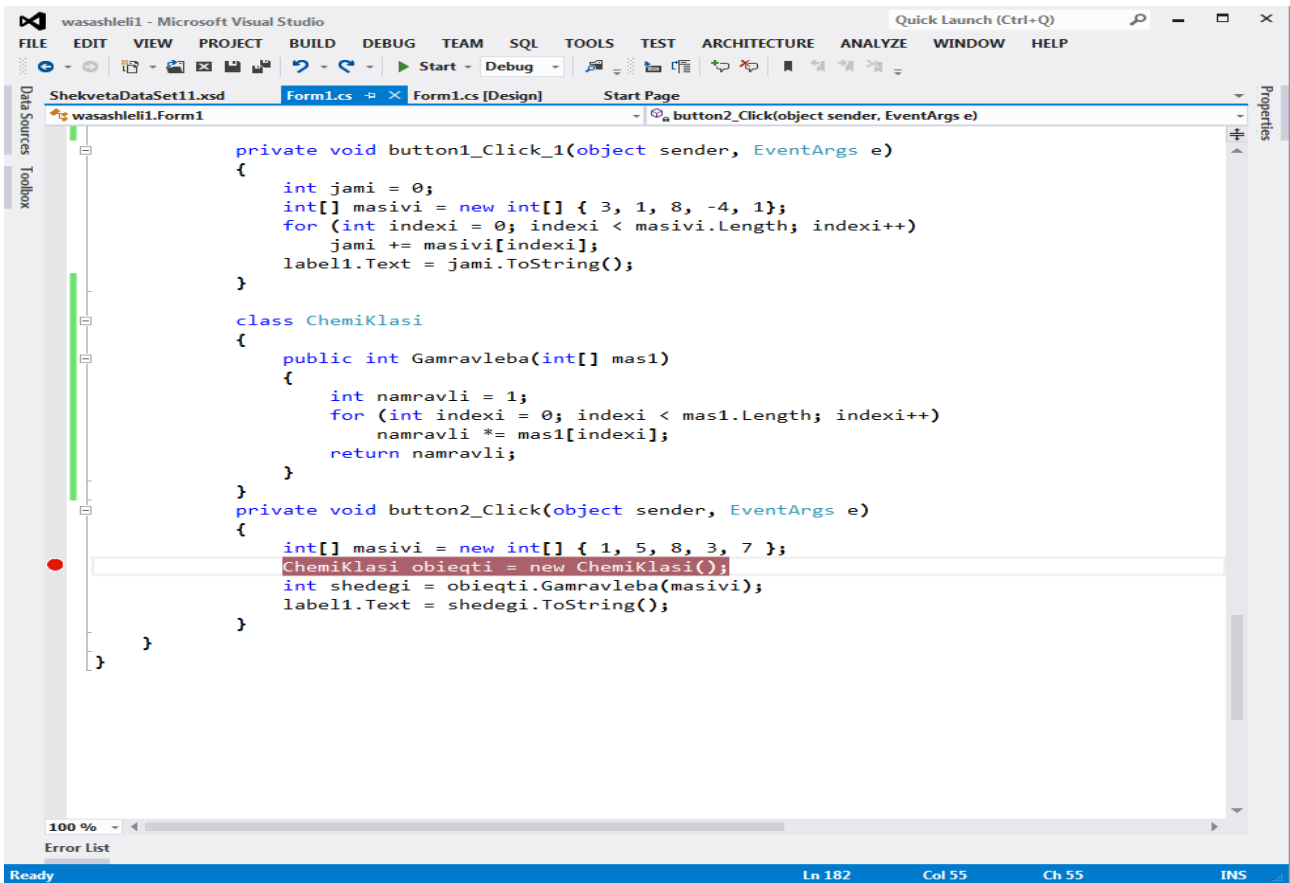 wasashleli1 - Microsoft Visual Studio
Quick Launch (Ctrl+Q)
FILE EDIT VIEW PROJECT BUILD DEBUG TEAM SQL TOOLS TEST ARCHITECTURE ANALYZE WINDOW HELP
Start Debug
Data Sources
Toolbox
Properties
ShekvetaDataSet11.xsd Form1.cs Form1.cs [Design] Start Page
wasashleli1.Form1 button2_Click(object sender, EventArgs e)
private void button1_Click_1(object sender, EventArgs e)
{
int jami = 0;
int[] masivi = new int[] { 3, 1, 8, -4, 1};
for (int indexi = 0; indexi < masivi.Length; indexi++)
jami += masivi[indexi];
label1.Text = jami.ToString();
}
class ChemiKlasi
{
public int Gamravleba(int[] mas1)
{
int namravli = 1;
for (int indexi = 0; indexi < mas1.Length; indexi++)
namravli *= mas1[indexi];
return namravli;
}
}
private void button2_Click(object sender, EventArgs e)
{
int[] masivi = new int[] { 1, 5, 8, 3, 7 };
ChemiKlasi obieqti = new ChemiKlasi();
int shedegi = obieqti.Gamravleba(masivi);
label1.Text = shedegi.ToString();
}
}
}
100 %
Error List
Ready Ln 182 Col 55 Ch 55 INS